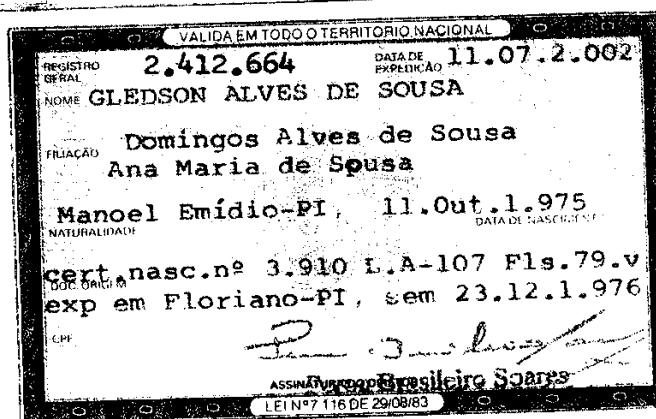 VALIDA EM TODO O TERRITORIO NACIONAL
REGISTRO GERAL 2.412.664 DATA DE EXPEDIÇÃO 11.07.2.002
NOME GLEDSON ALVES DE SOUSA
FILIAÇÃO Domingos Alves de Sousa
Ana Maria de Sousa
Manoel Emídio-PI, 11.Out.1.975
NATURALIDADE DATA DE NASCIMENTO
cert.nasc.nº 3.910 L.A-107 Fls.79.v
DOC. ORIGEM
exp em Floriano-PI, em 23.12.1.976
CPF
Brasileiro Soares
LEI Nº 7.116 DE 29/08/83